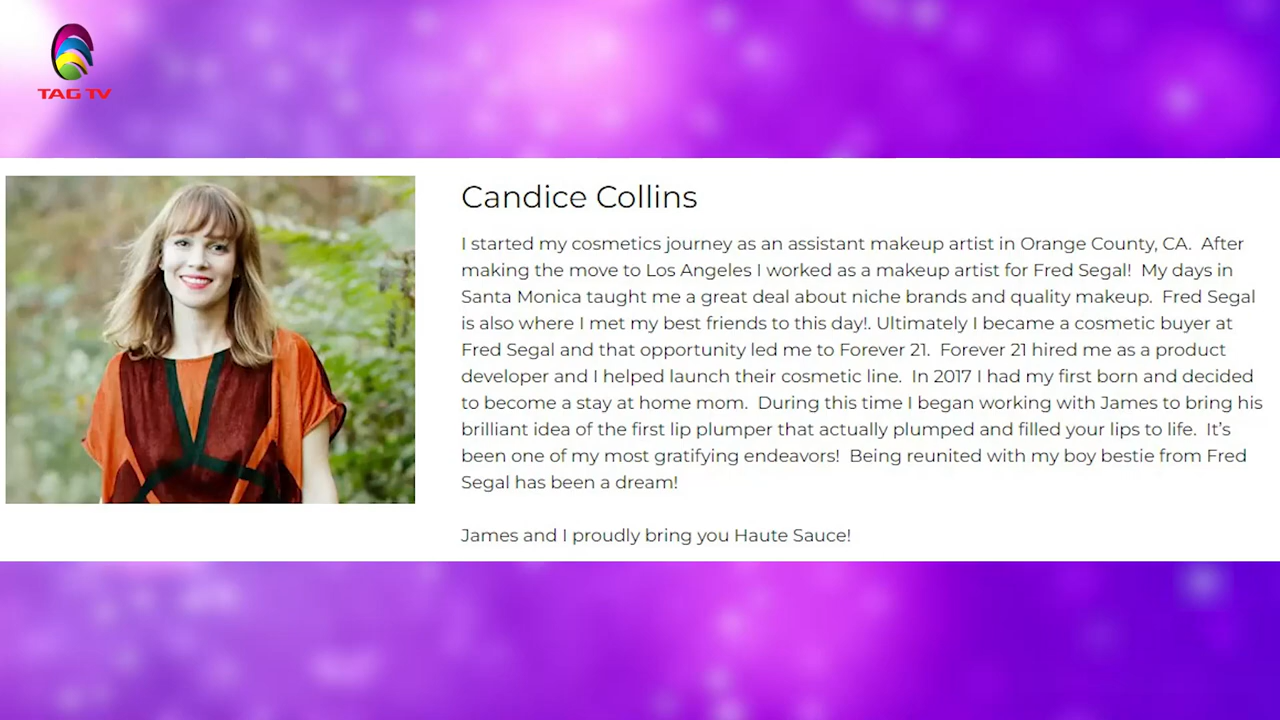 TAG TV
Candice Collins
I started my cosmetics journey as an assistant makeup artist in Orange County, CA.  After
making the move to Los Angeles I worked as a makeup artist for Fred Segal!  My days in
Santa Monica taught me a great deal about niche brands and quality makeup.  Fred Segal
is also where I met my best friends to this day!. Ultimately I became a cosmetic buyer at
Fred Segal and that opportunity led me to Forever 21.  Forever 21 hired me as a product
developer and I helped launch their cosmetic line.  In 2017 I had my first born and decided
to become a stay at home mom.  During this time I began working with James to bring his
brilliant idea of the first lip plumper that actually plumped and filled your lips to life.  It’s
been one of my most gratifying endeavors!  Being reunited with my boy bestie from Fred
Segal has been a dream!
James and I proudly bring you Haute Sauce!